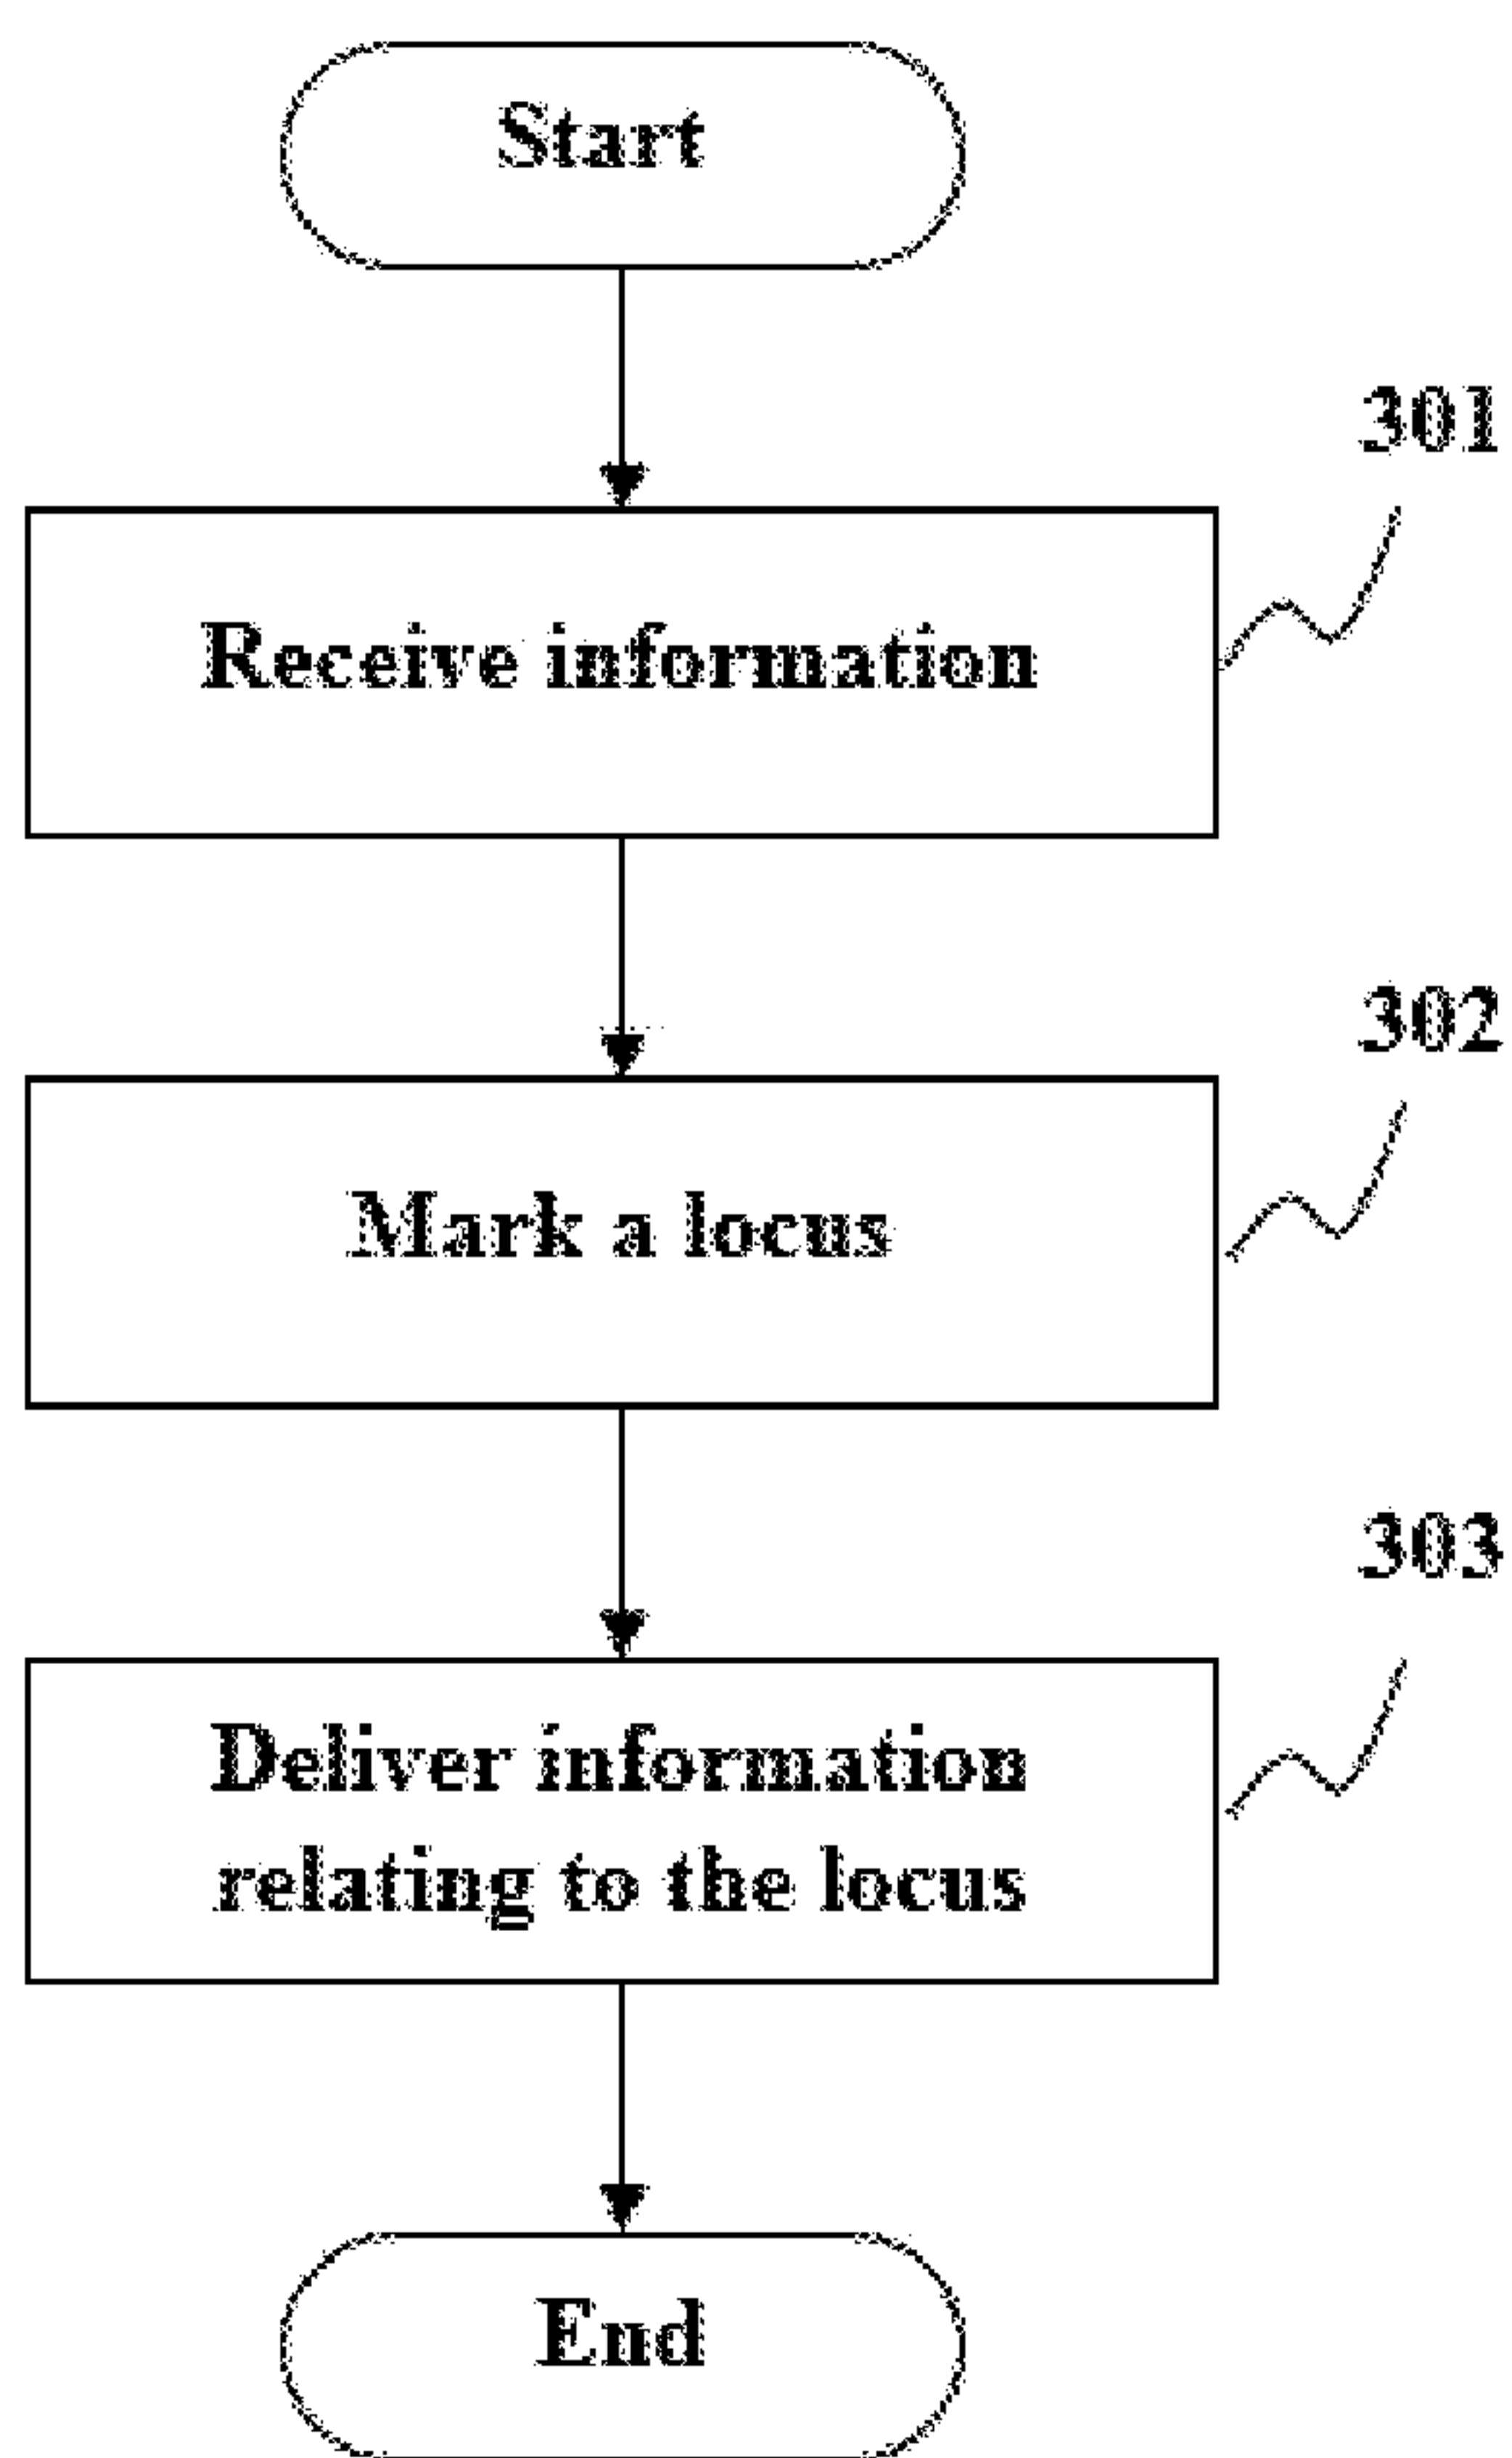 Start
301
Receive information
302
Mark a locus
303
Deliver information
relating to the locus
End